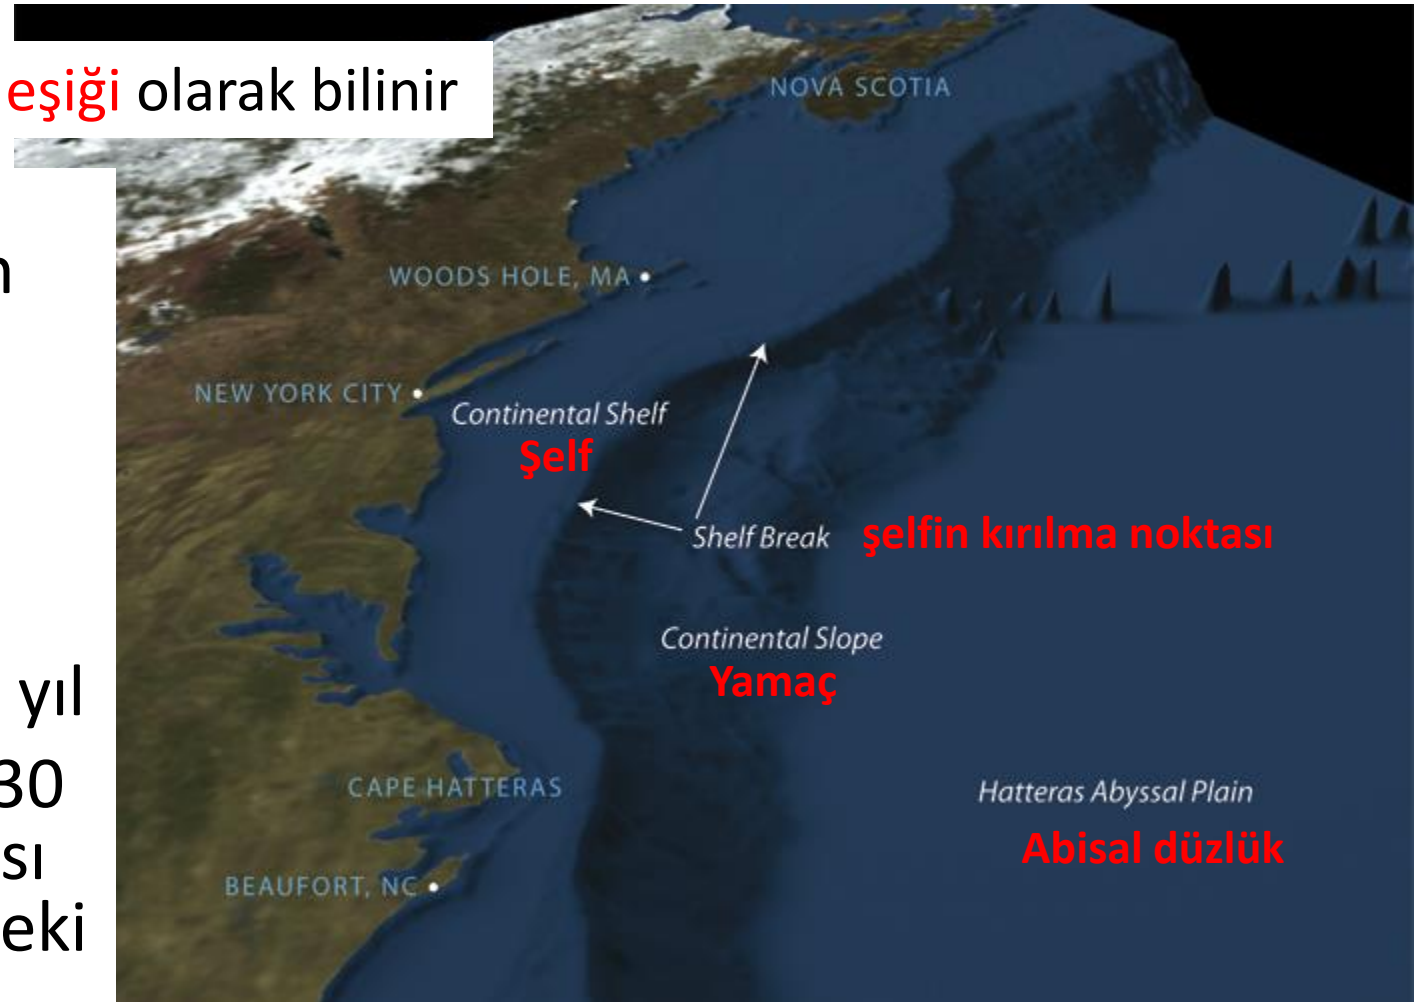 eşiği olarak bilinir
NOVA SCOTIA
n
WOODS HOLE, MA
NEW YORK CITY
Continental Shelf
Şelf
Shelf Break şelfin kırılma noktası
Continental Slope
Yamaç
yıl
30
CAPE HATTERAS
Hatteras Abyssal Plain
sı
Abisal düzlük
BEAUFORT, NC
eki